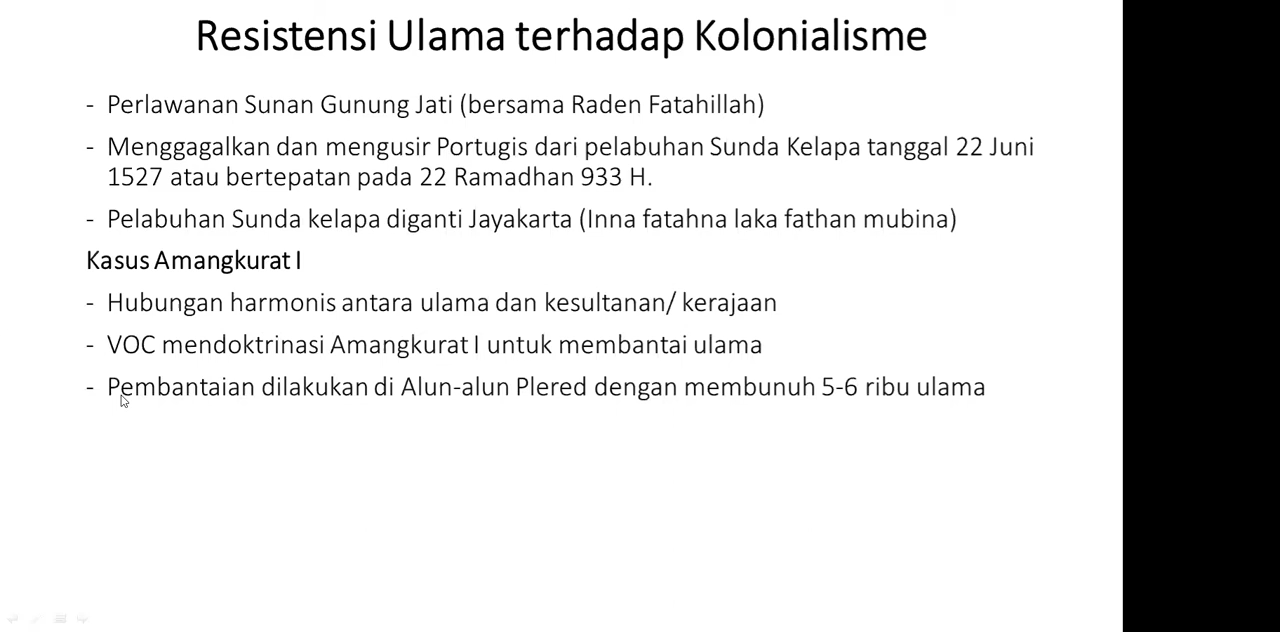 Resistensi Ulama terhadap Kolonialisme
- Perlawanan Sunan Gunung Jati (bersama Raden Fatahillah)
- Menggagalkan dan mengusir Portugis dari pelabuhan Sunda Kelapa tanggal 22 Juni
1527 atau bertepatan pada 22 Ramadhan 933 H.
- Pelabuhan Sunda kelapa diganti Jayakarta (Inna fatahna laka fathan mubina)
Kasus Amangkurat I
- Hubungan harmonis antara ulama dan kesultanan/ kerajaan
- VOC mendoktrinasi Amangkurat I untuk membantai ulama
- Pembantaian dilakukan di Alun-alun Plered dengan membunuh 5-6 ribu ulama